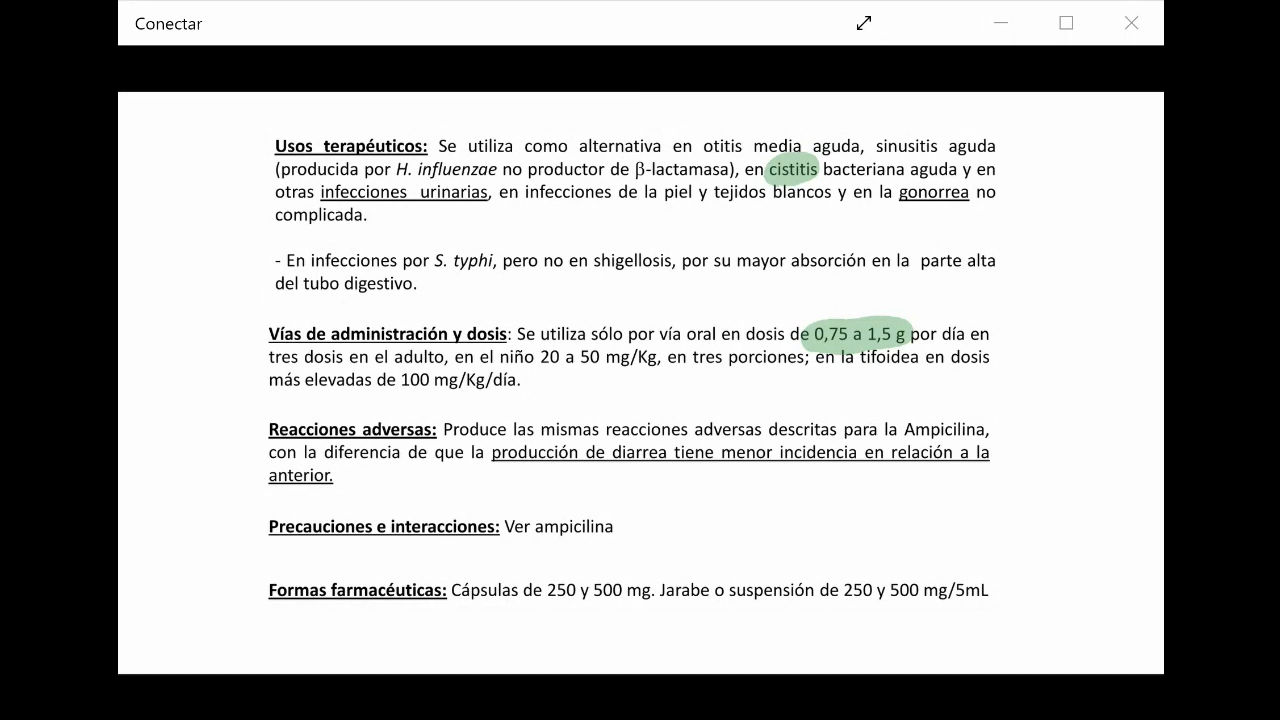 Conectar
Usos terapéuticos: Se utiliza como alternativa en otitis media aguda, sinusitis aguda
(producida por H. influenzae no productor de β-lactamasa), en cistitis bacteriana aguda y en
otras infecciones urinarias, en infecciones de la piel y tejidos blancos y en la gonorrea no
complicada.
- En infecciones por S. typhi, pero no en shigellosis, por su mayor absorción en la parte alta
del tubo digestivo.
Vías de administración y dosis: Se utiliza sólo por vía oral en dosis de 0,75 a 1,5 g por día en
tres dosis en el adulto, en el niño 20 a 50 mg/Kg, en tres porciones; en la tifoidea en dosis
más elevadas de 100 mg/Kg/día.
Reacciones adversas: Produce las mismas reacciones adversas descritas para la Ampicilina,
con la diferencia de que la producción de diarrea tiene menor incidencia en relación a la
anterior.
Precauciones e interacciones: Ver ampicilina
Formas farmacéuticas: Cápsulas de 250 y 500 mg. Jarabe o suspensión de 250 y 500 mg/5mL